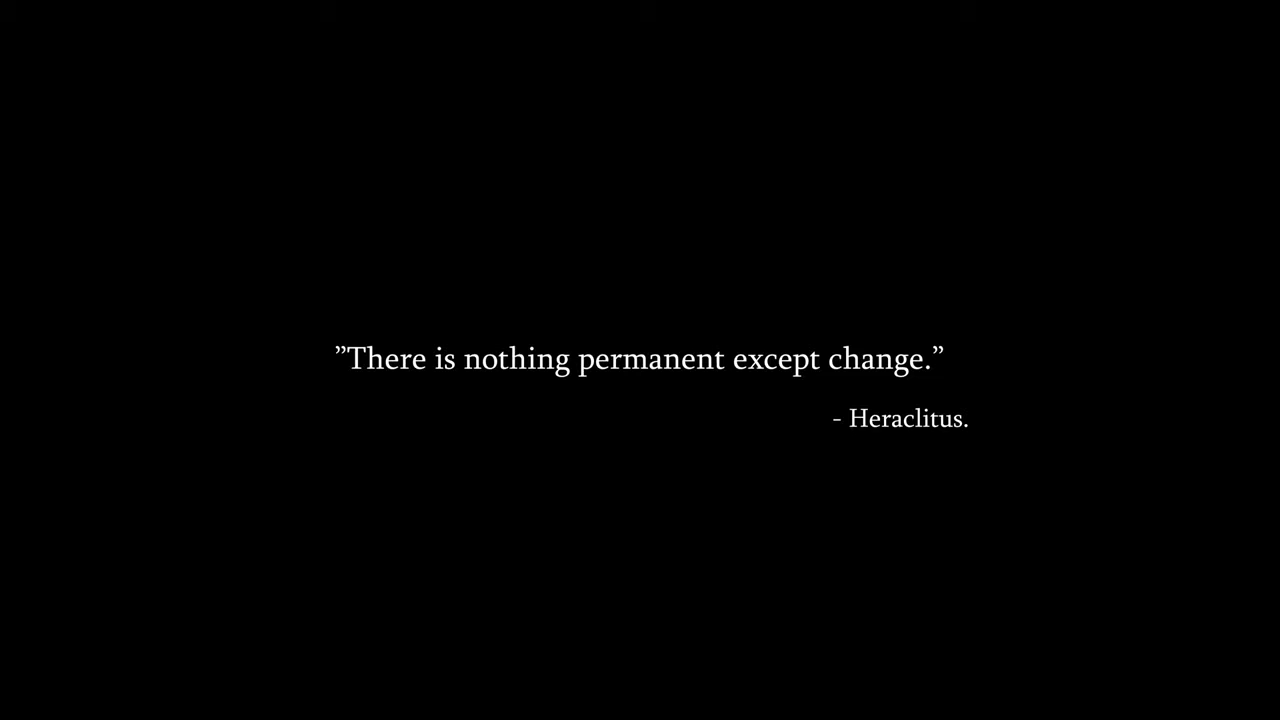 ”There is nothing permanent except change.”
- Heraclitus.